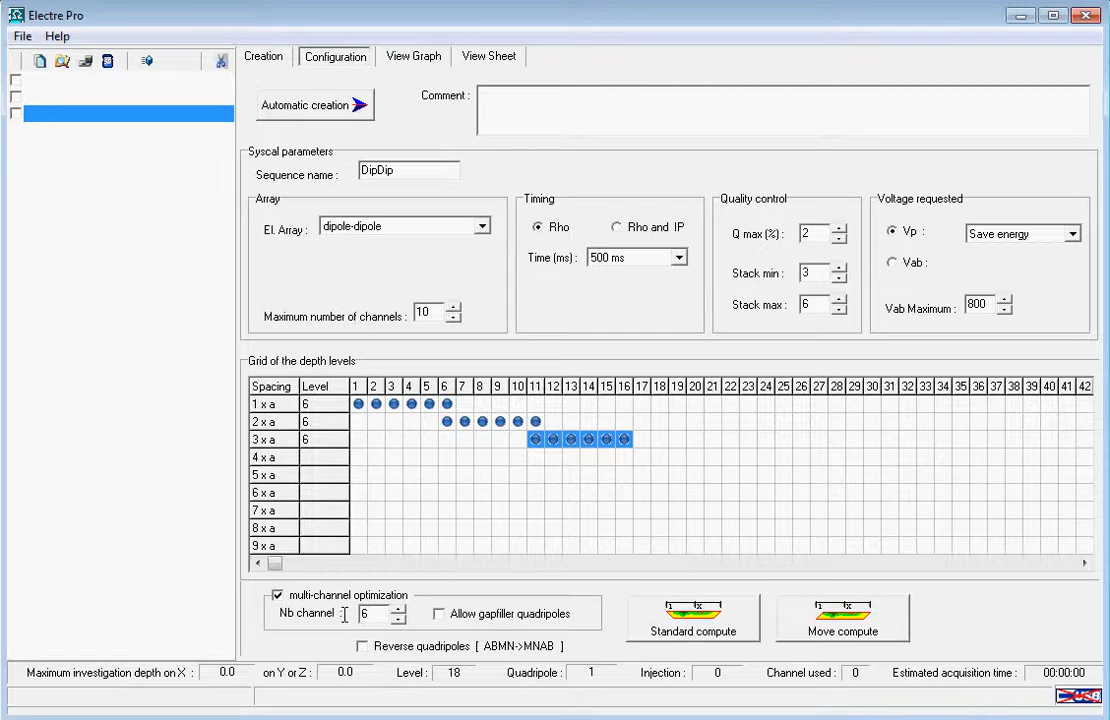 Electre Pro
File Help
Creation Configuration View Graph View Sheet
Automatic creation Comment :
Syscal parameters
Sequence name : DipDip
Array Timing Quality control Voltage requested
El. Array : dipole-dipole Rho Rho and IP Q max (%) : 2 Vp : Save energy
Time (ms) : 500 ms Vab :
Stack min : 3
Maximum number of channels : 10 Stack max : 6 Vab Maximum : 800
Grid of the depth levels
Spacing Level 1 2 3 4 5 6 7 8 9 10 11 12 13 14 15 16 17 18 19 20 21 22 23 24 25 26 27 28 29 30 31 32 33 34 35 36 37 38 39 40 41 42
1 x a 6
2 x a 6
3 x a 6
4 x a
5 x a
6 x a
7 x a
8 x a
9 x a
multi-channel optimization
Nb channel : 6 Allow gapfiller quadripoles
1 X
Standard compute
1 X
Move compute
Reverse quadripoles [ ABMN->MNAB ]
Maximum investigation depth on X : 0.0 on Y or Z : 0.0 Level : 18 Quadripole : 1 Injection : 0 Channel used : 0 Estimated acquisition time : 00:00:00